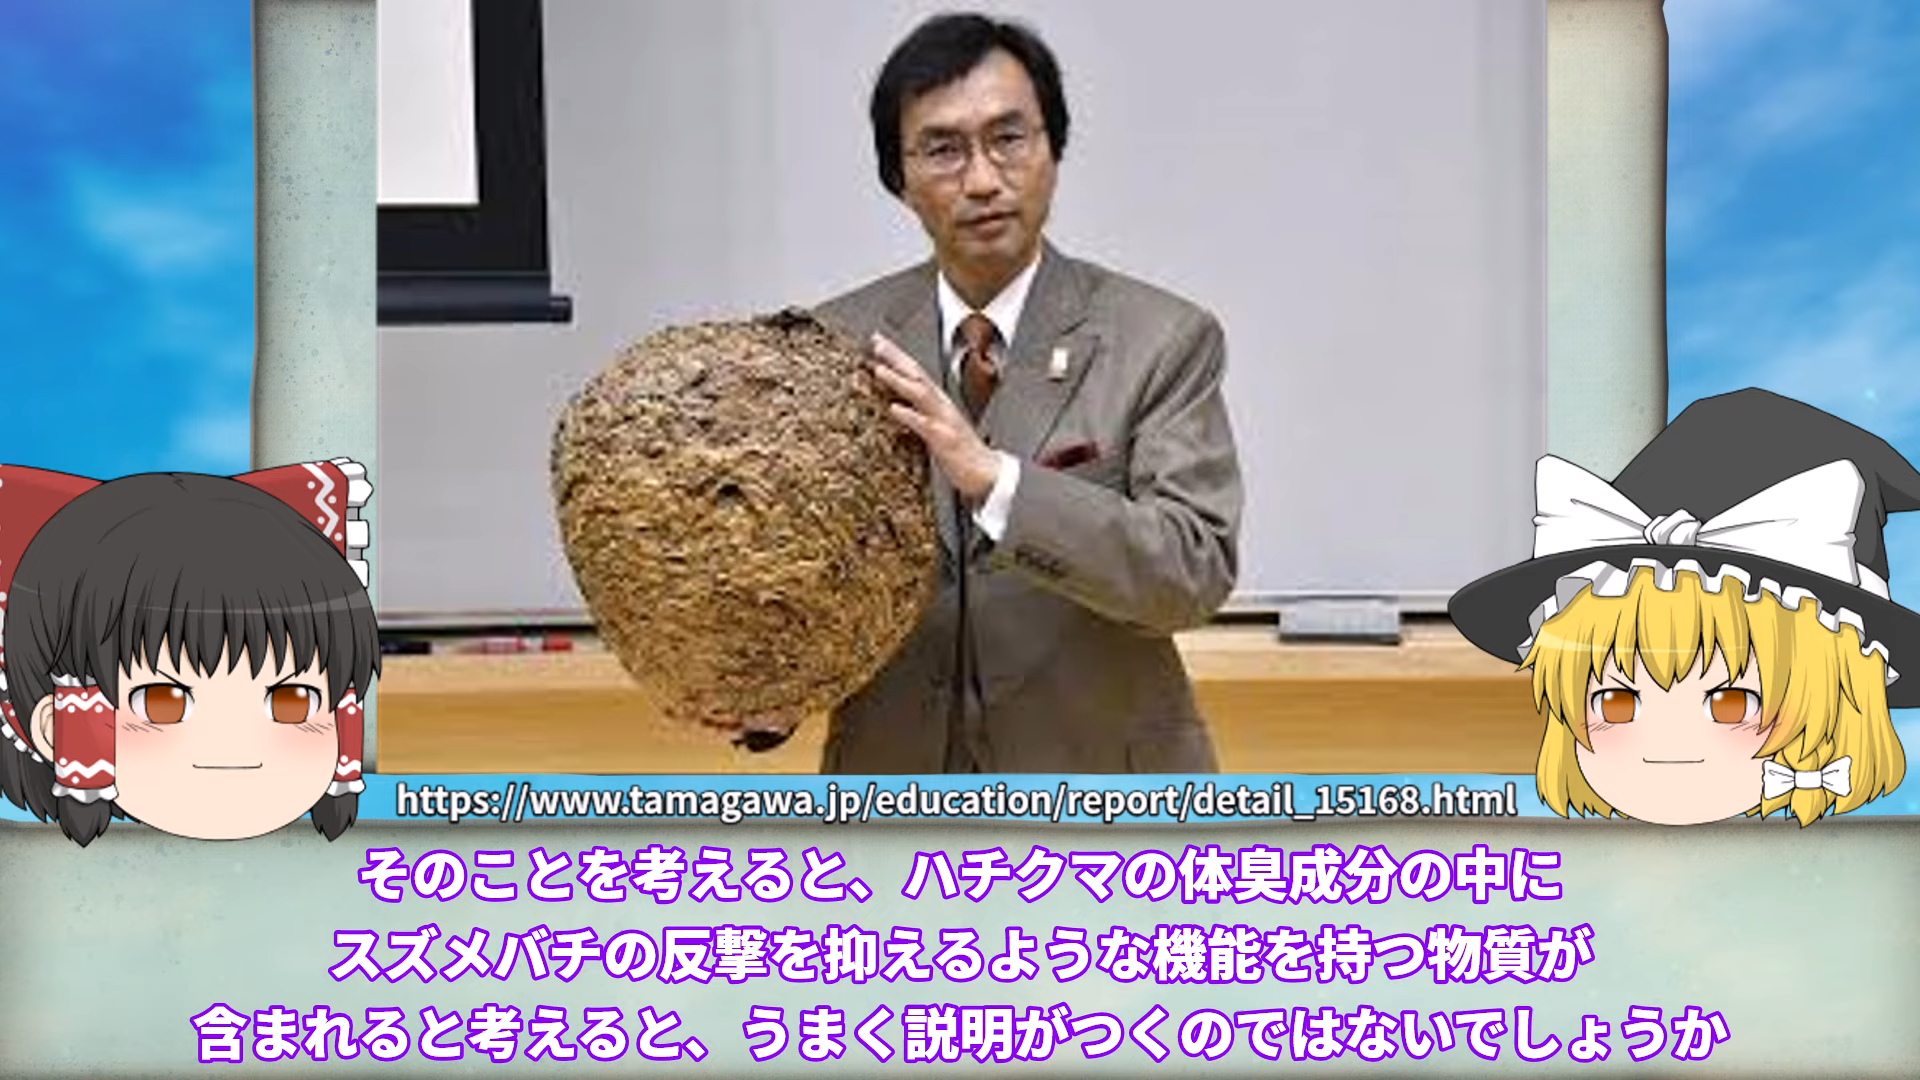 https://www.tamagawa.jp/education/report/detail_15168.html
そのことを考えると、ハチクマの体臭成分の中に
スズメバチの反撃を抑えるような機能を持つ物質が
含まれると考えると、うまく説明がつくのではないでしょうか